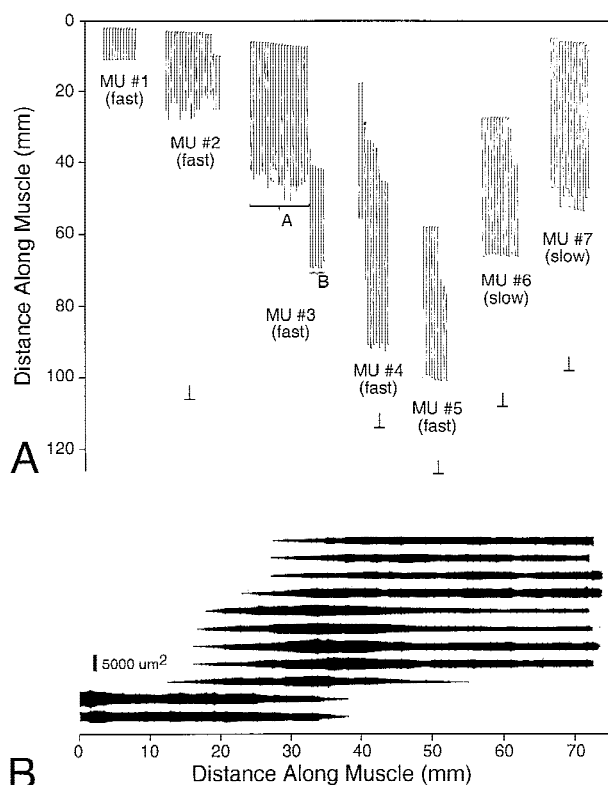 0
20
40
60
80
100
120
Distance Along Muscle (mm)
MU #1
(fast)
MU #2
(fast)
A
B
MU #3
(fast)
MU #4
(fast)
MU #5
(fast)
MU #6
(slow)
MU #7
(slow)
A
5000 um2
0 10 20 30 40 50 60 70
Distance Along Muscle (mm)
B